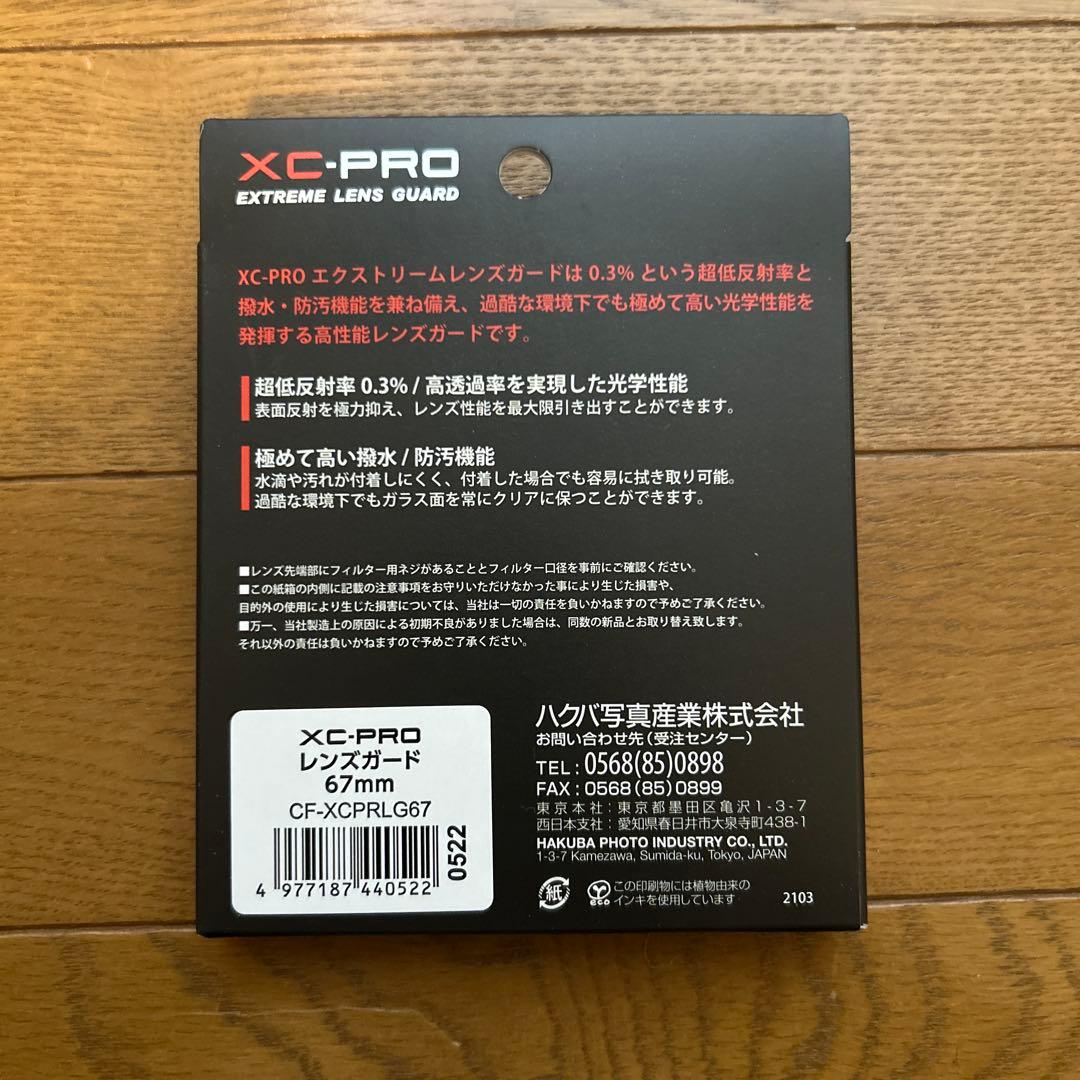 XC-PRO
EXTREME LENS GUARD
XC-PRO エクストリームレンズガードは 0.3% という超低反射率と
撥水・防汚機能を兼ね備え、過酷な環境下でも極めて高い光学性能を
発揮する高性能レンズガードです。
超低反射率 0.3% / 高透過率を実現した光学性能
表面反射を極力抑え、レンズ性能を最大限引き出すことができます。
極めて高い撥水 / 防汚機能
水滴や汚れが付着しにくく、付着した場合でも容易に拭き取り可能。
過酷な環境下でもガラス面を常にクリアに保つことができます。
■レンズ先端部にフィルター用ネジがあることとフィルター口径を事前にご確認ください。
■この紙箱の内側に記載の注意事項をお守りいただけなかった事により生じた損害や、
目的外の使用により生じた損害については、当社は一切の責任を負いかねますので予めご了承ください。
■万一、当社製造上の原因による初期不良がありました場合は、同数の新品とお取り替え致します。
それ以外の責任は負いかねますので予めご了承ください。
XC-PRO
レンズガード
67mm
CF-XCPRLG67
4 977187 440522
0522
ハクバ写真産業株式会社
お問い合わせ先（受注センター）
TEL : 0568(85)0898
FAX : 0568(85)0899
東京本社：東京都墨田区亀沢1-3-7
西日本支社：愛知県春日井市大泉寺町438-1
HAKUBA PHOTO INDUSTRY CO., LTD.
1-3-7 Kamezawa, Sumida-ku, Tokyo, JAPAN
紙
eco
この印刷物には植物由来の
インキを使用しています
2103